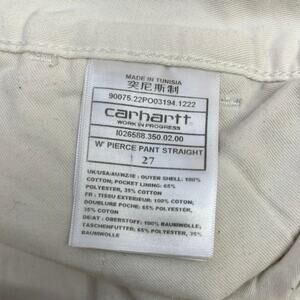 MADE IN TUNISIA
突尼斯制
90075.22PO03194.1222
carhartt
WORK IN PROGRESS
I026588.350.02.00
W' PIERCE PANT STRAIGHT
27
UK/USA/AU/NZ/IE: OUTER SHELL: 100%
COTTON; POCKET LINING: 65%
POLYESTER, 35% COTTON
FR : TISSU EXTERIEUR: 100% COTON;
DOUBLURE POCHE: 65% POLYESTER,
35% COTON
DE/AT : OBERSTOFF: 100% BAUMWOLLE;
TASCHENFUTTER: 65% POLYESTER, 35%
BAUMWOLLE